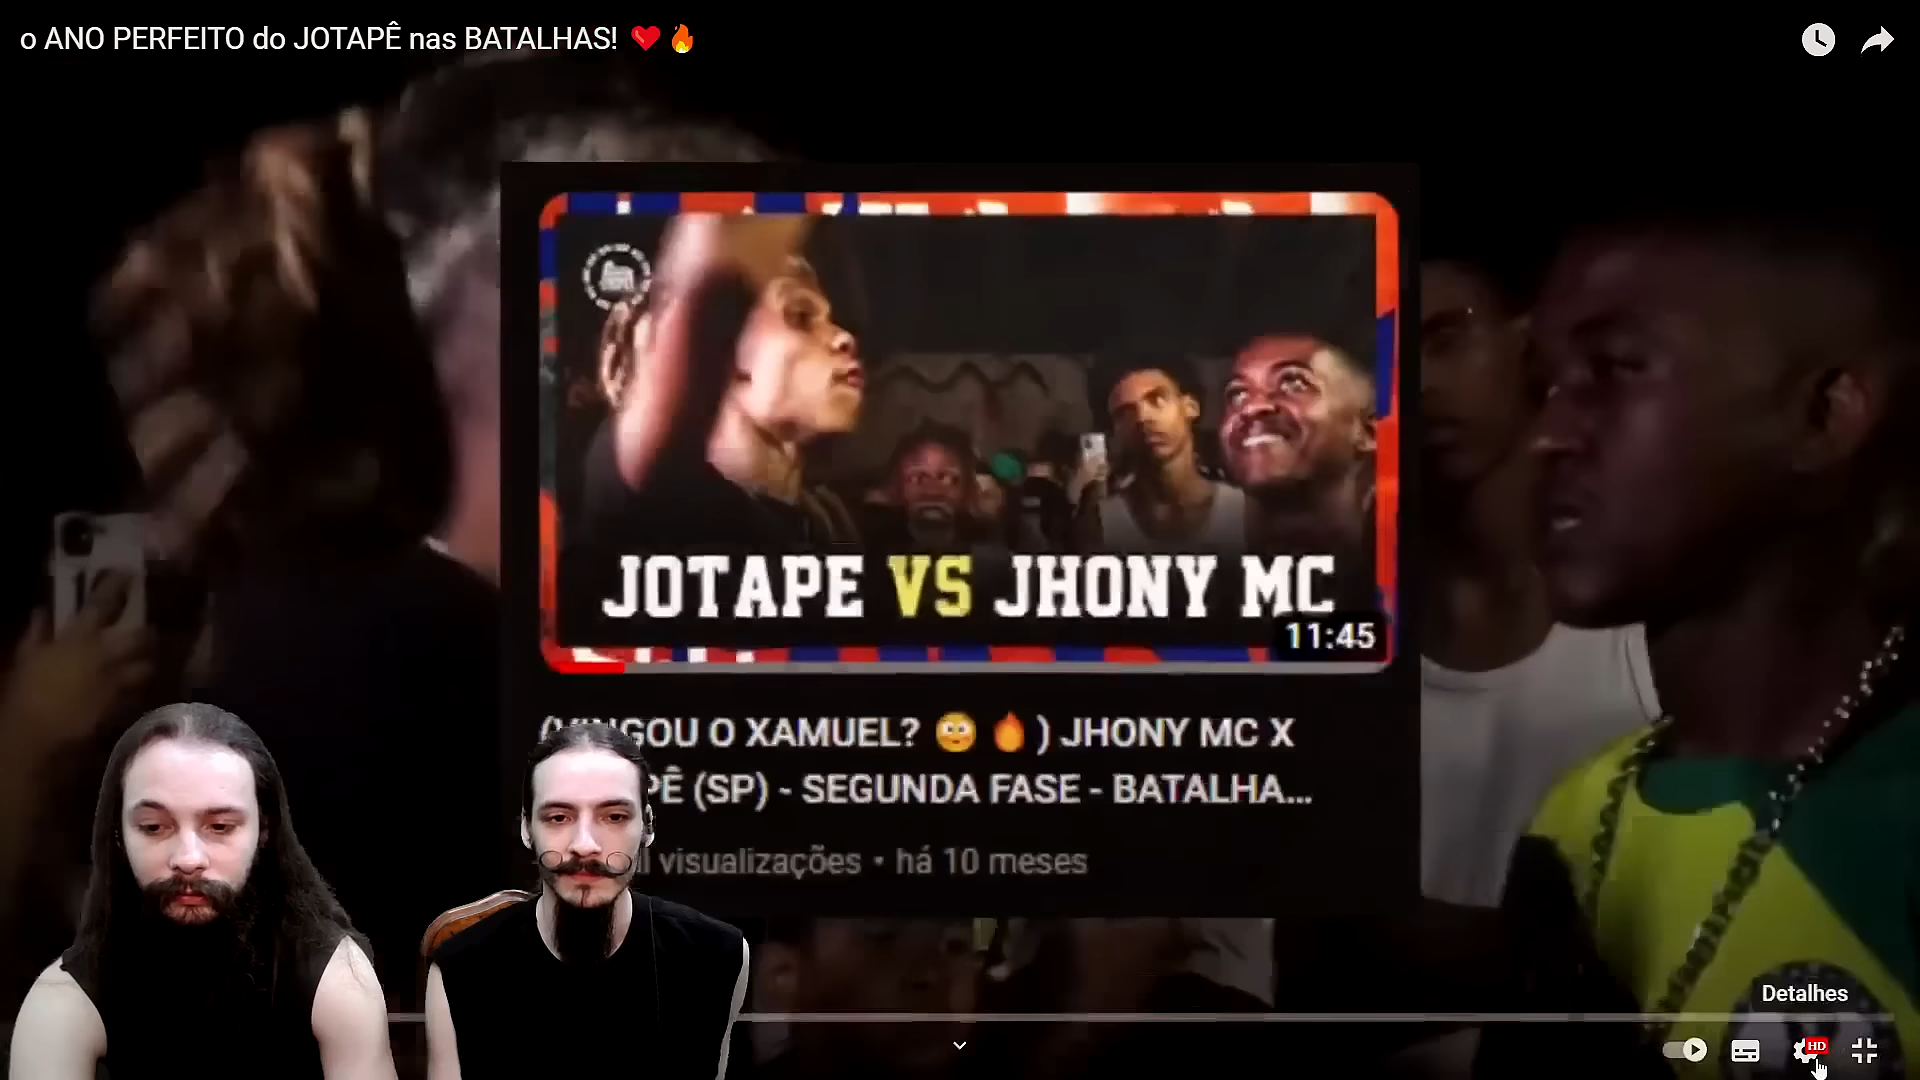 o ANO PERFEITO do JOTAPÊ nas BATALHAS! ❤️🔥
JOTAPE VS JHONY MC
11:45
GOU O XAMUEL? 😳 🔥 ) JHONY MC X
PÊ (SP) - SEGUNDA FASE - BATALHA...
visualizações • há 10 meses
Detalhes
HD